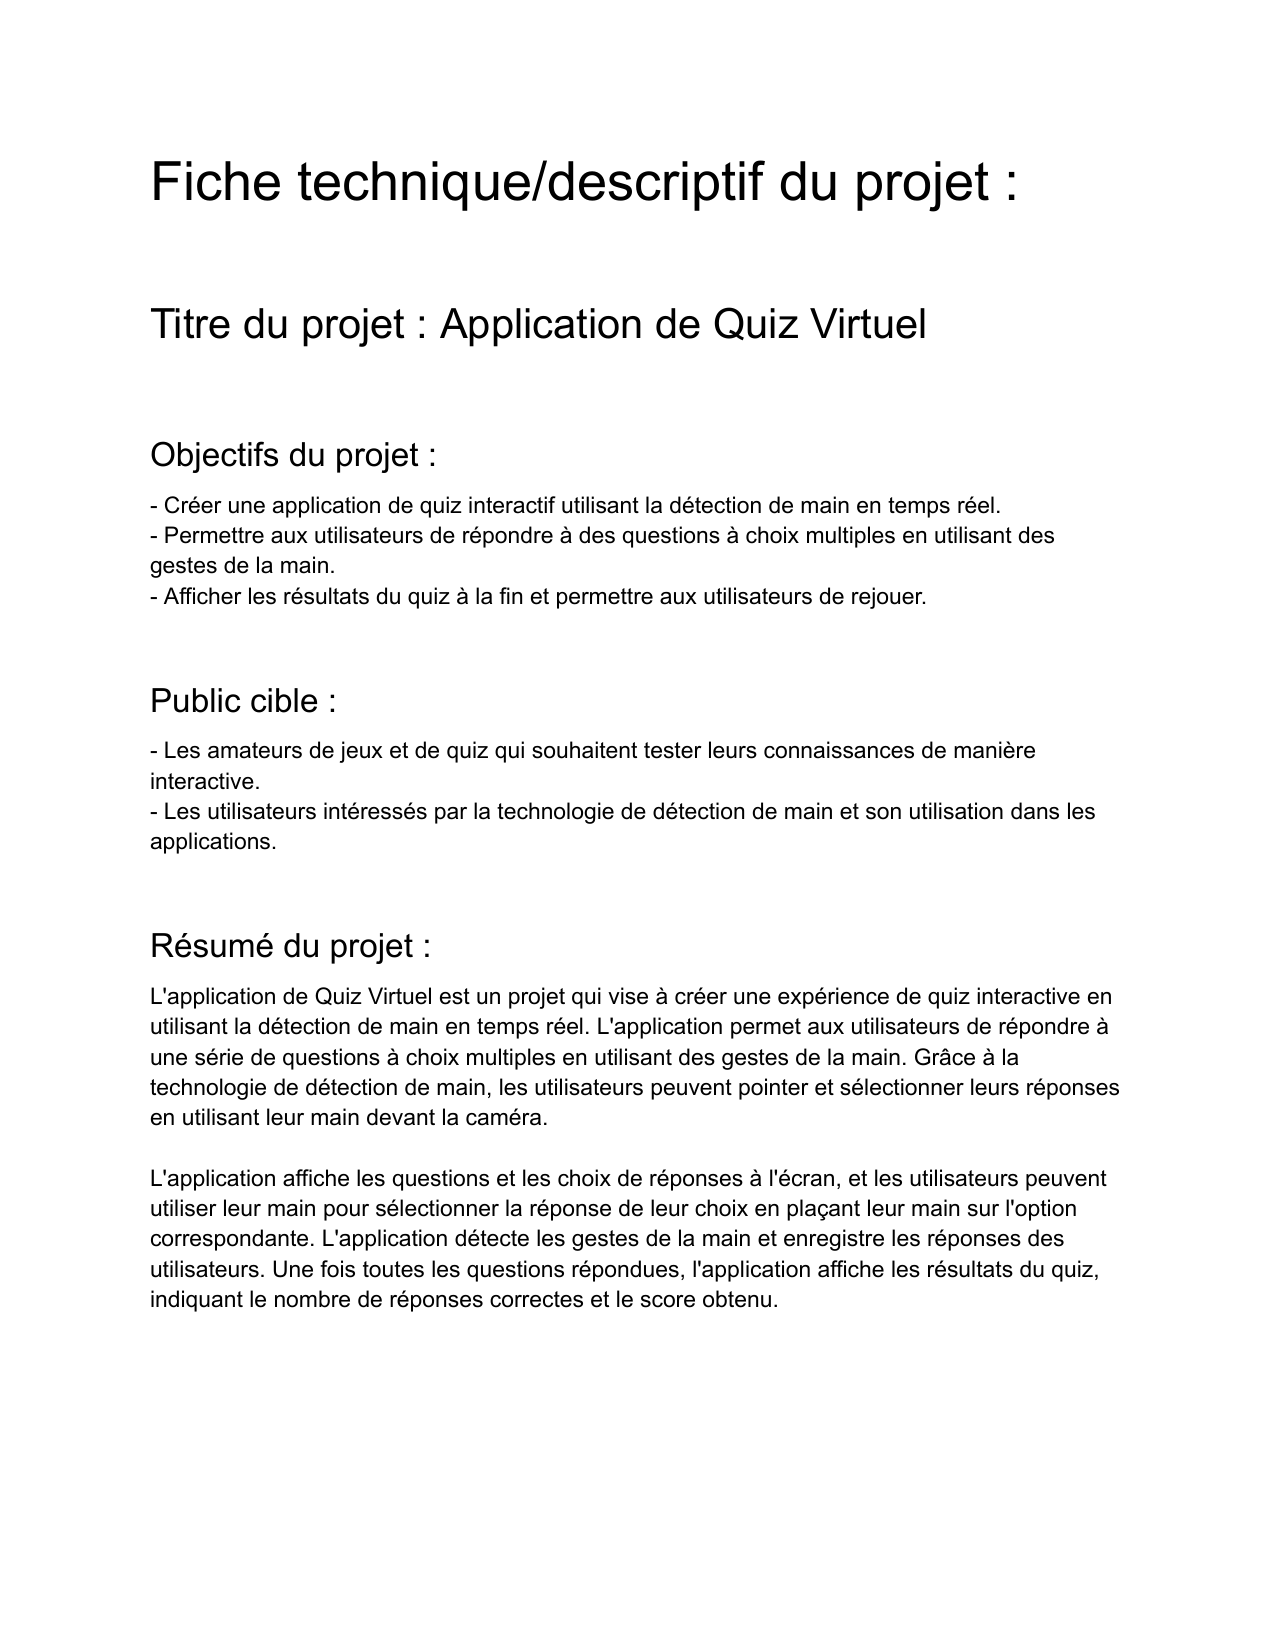 Fiche technique/descriptif du projet :
Titre du projet : Application de Quiz Virtuel
Objectifs du projet :
- Créer une application de quiz interactif utilisant la détection de main en temps réel.
- Permettre aux utilisateurs de répondre à des questions à choix multiples en utilisant des
gestes de la main.
- Afficher les résultats du quiz à la fin et permettre aux utilisateurs de rejouer.
Public cible :
- Les amateurs de jeux et de quiz qui souhaitent tester leurs connaissances de manière
interactive.
- Les utilisateurs intéressés par la technologie de détection de main et son utilisation dans les
applications.
Résumé du projet :
L'application de Quiz Virtuel est un projet qui vise à créer une expérience de quiz interactive en
utilisant la détection de main en temps réel. L'application permet aux utilisateurs de répondre à
une série de questions à choix multiples en utilisant des gestes de la main. Grâce à la
technologie de détection de main, les utilisateurs peuvent pointer et sélectionner leurs réponses
en utilisant leur main devant la caméra.
L'application affiche les questions et les choix de réponses à l'écran, et les utilisateurs peuvent
utiliser leur main pour sélectionner la réponse de leur choix en plaçant leur main sur l'option
correspondante. L'application détecte les gestes de la main et enregistre les réponses des
utilisateurs. Une fois toutes les questions répondues, l'application affiche les résultats du quiz,
indiquant le nombre de réponses correctes et le score obtenu.